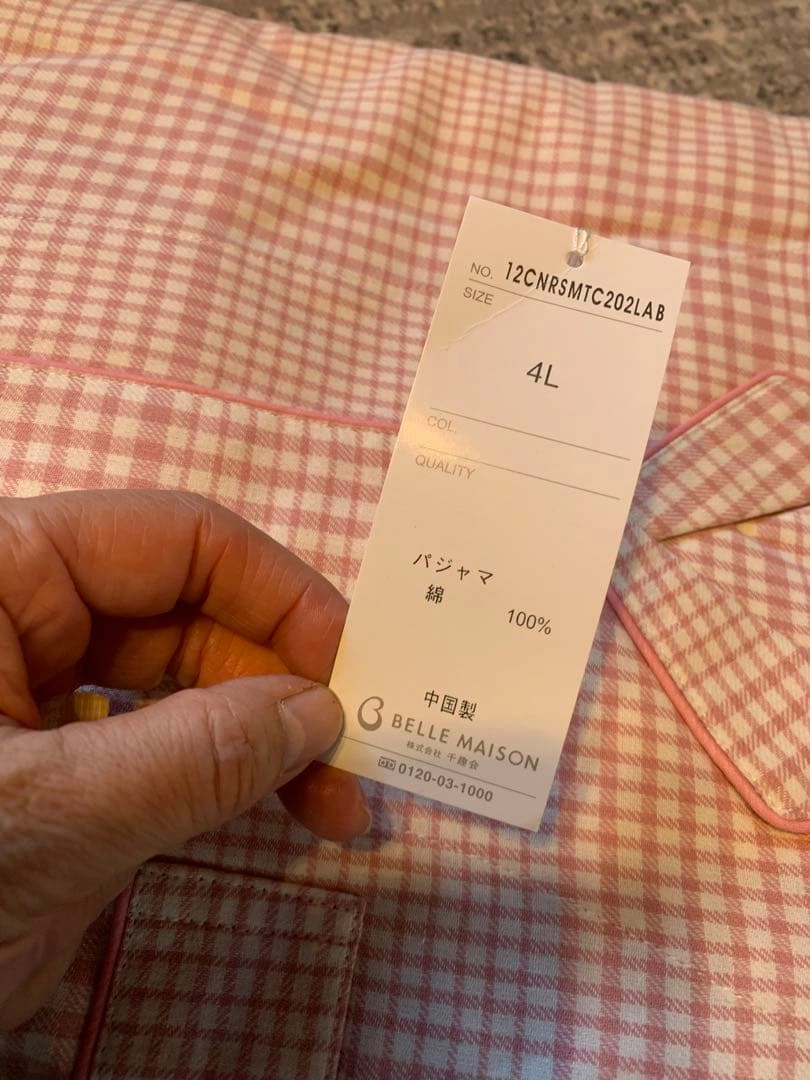 NO. 12CNRSMTC202LAB
SIZE
4L
COL.
QUALITY
パジャマ
綿 100%
中国製
BELLE MAISON
株式会社 千趣会
0120-03-1000